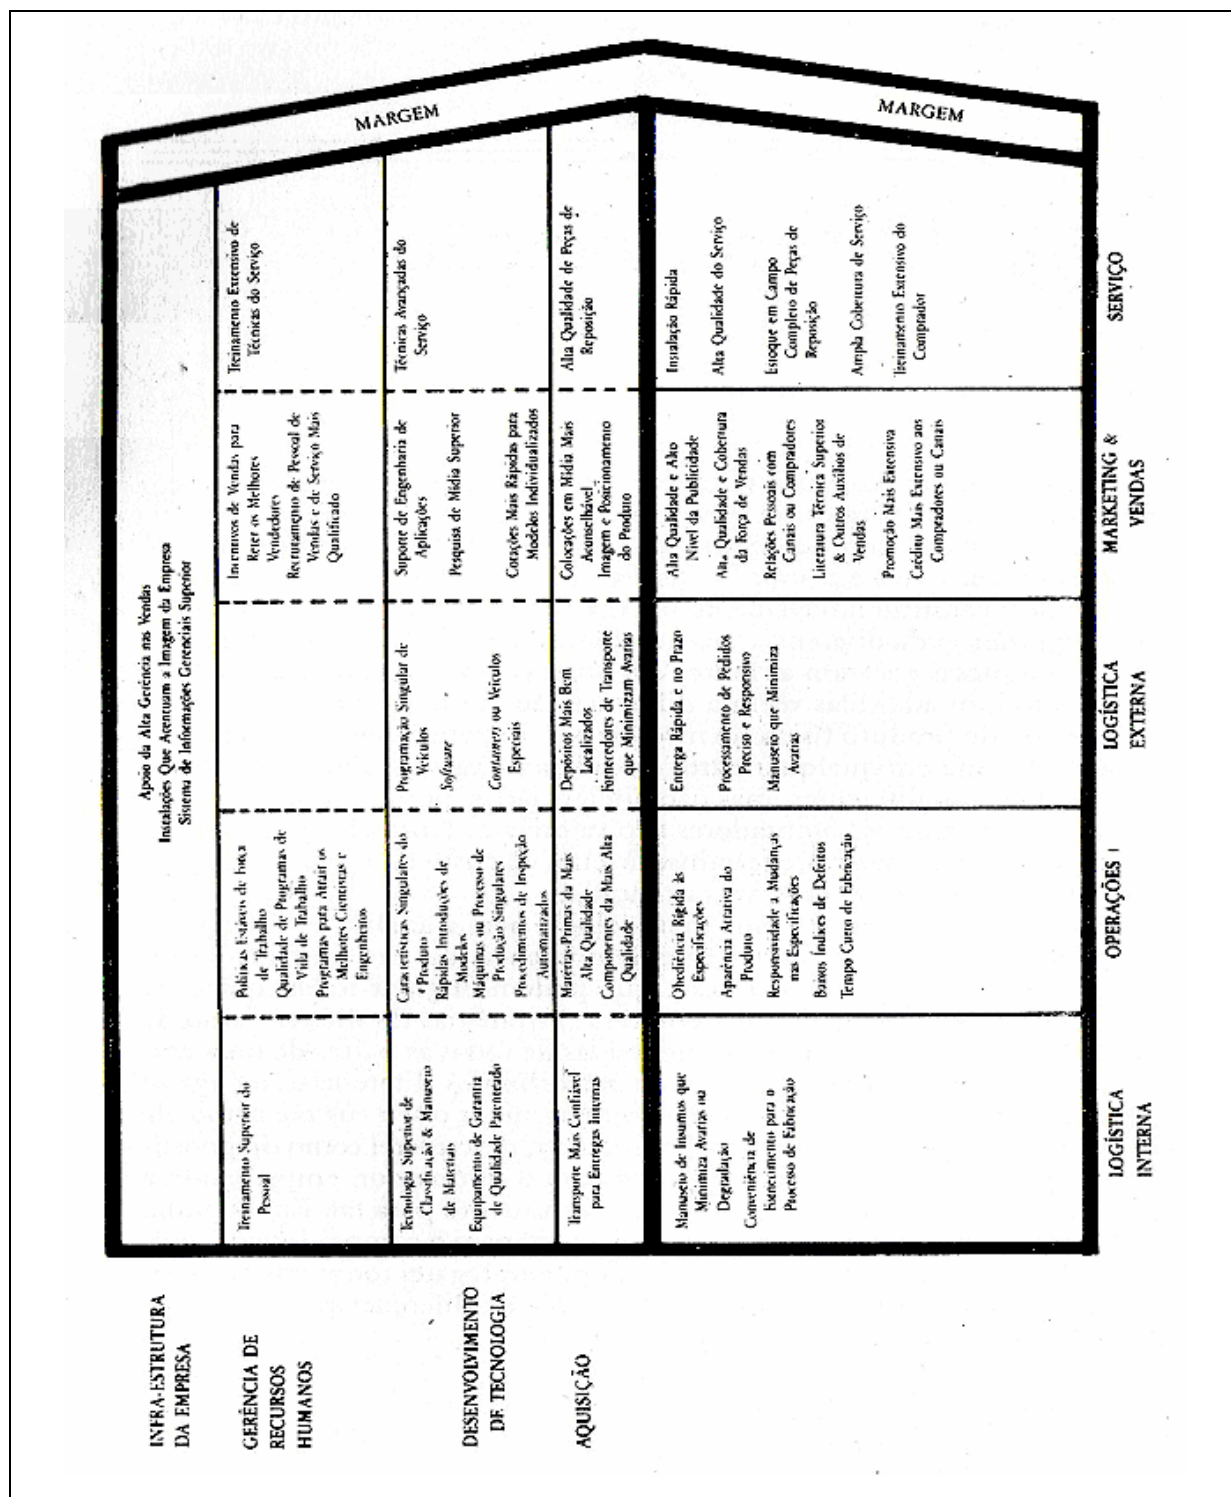 INFRA-ESTRUTURA
DA EMPRESA
Apoio da Alta Gerência nas Vendas
Instalações Que Atentuam a Imagem da Empresa
Sistema de Informações Gerenciais Superior
GERÊNCIA DE
RECURSOS
HUMANOS
Treinamento Superior do
Pessoal
Políticas Estáveis de Força
de Trabalho
Qualidade de Programas de
Vida de Trabalho
Programas para Atrair os
Melhores Cientistas e
Engenheiros
Incentivos de Vendas para
Reter os Melhores
Vendedores
Recrutamento de Pessoal de
Vendas e de Serviço Mais
Qualificado
Treinamento Extensivo de
Técnicas do Serviço
DESENVOLVIMENTO
DE TECNOLOGIA
Tecnologia Superior de
Classificação & Manuseio
de Materiais
Equipamento de Garantia
de Qualidade Patenteado
Características Singulares do
Produto
Rápidas Introduções de
Modelos
Máquinas ou Processo de
Produção Singulares
Procedimentos de Inspeção
Automatizados
Programação Singular de
Veículos
Software
Containers ou Veículos
Especiais
Suporte de Engenharia de
Aplicações
Pesquisa de Mídia Superior
Cotações Mais Rápidas para
Modelos Individualizados
Técnicas Avançadas do
Serviço
AQUISIÇÃO
Transporte Mais Confiável
para Entregas Internas
Matérias-Primas da Mais
Alta Qualidade
Componentes da Mais Alta
Qualidade
Depósitos Mais Bem
Localizados
Fornecedores de Transporte
que Minimizam Avarias
Colocações em Mídia Mais
Aconselhável
Imagem e Posicionamento
do Produto
Alta Qualidade de Peças de
Reposição
Manuseio de Insumos que
Minimiza Avarias ou
Degradação
Conveniência de
para o
Processo de Fabricação
Obediência Rígida às
Especificações
Aparência Atrativa do
Produto
Responsividade a Mudanças
nas Especificações
Baixos Índices de Defeitos
Tempo Curto de Fabricação
Entrega Rápida e no Prazo
Processamento de Pedidos
Preciso e Responsivo
Manuseio que Minimiza
Avarias
Alta Qualidade e Alto
Nível da Publicidade
Alta Qualidade e Cobertura
da Força de Vendas
Relações Pessoais com
Canais ou Compradores
Literatura Técnica Superior
& Outros Auxílios de
Vendas
Promoção Mais Extensiva
Crédito Mais Extensivo aos
Compradores ou Canais
Instalação Rápida
Alta Qualidade do Serviço
Estoque em Campo
Completo de Peças de
Reposição
Ampla Cobertura de Serviço
Treinamento Extensivo do
Comprador
MARGEM
MARGEM
LOGÍSTICA
INTERNA
OPERAÇÕES
LOGÍSTICA
EXTERNA
MARKETING &
VENDAS
SERVIÇO